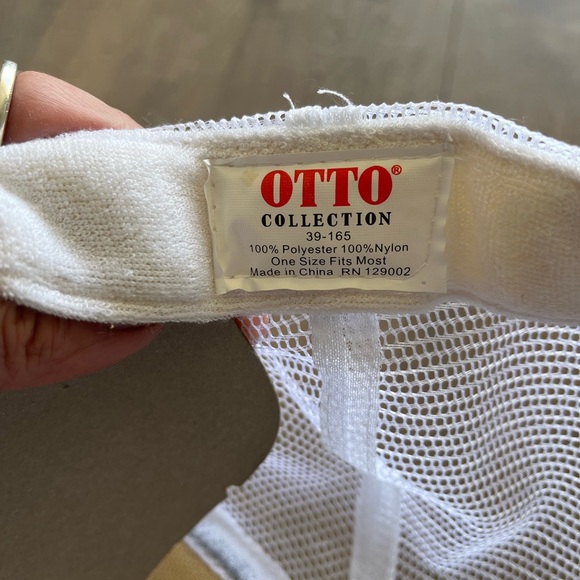 OTTO®
COLLECTION
39-165
100% Polyester 100%Nylon
One Size Fits Most
Made in China RN 129002